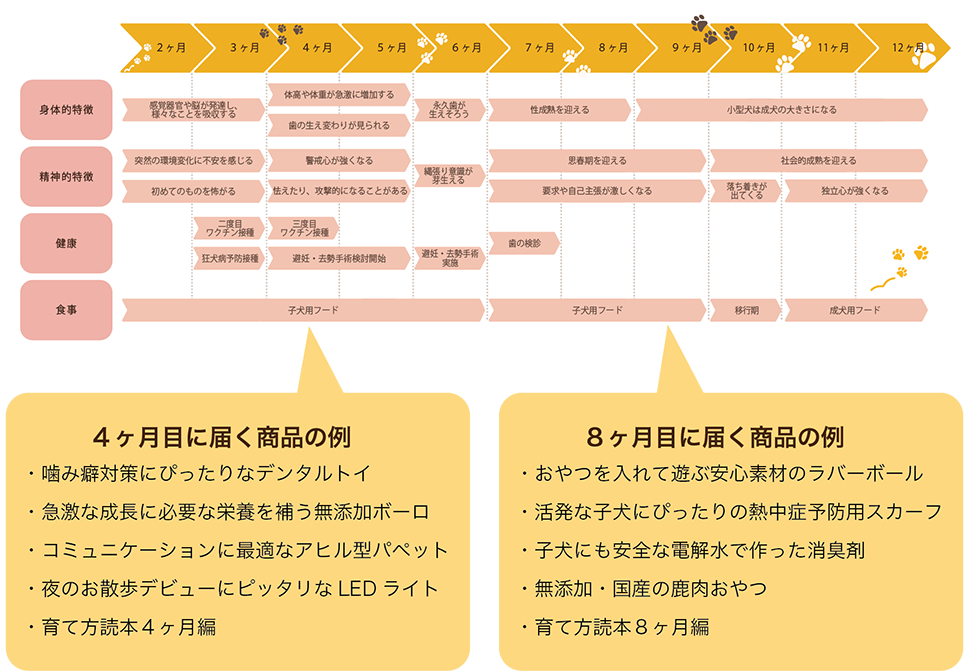 ２ヶ月
３ヶ月
４ヶ月
５ヶ月
６ヶ月
７ヶ月
８ヶ月
９ヶ月
10ヶ月
11ヶ月
12ヶ月
身体的特徴
感覚器官や脳が発達し、
様々なことを吸収する
体高や体重が急激に増加する
歯の生え変わりが見られる
永久歯が
生えそろう
性成熟を迎える
小型犬は成犬の大きさになる
精神的特徴
突然の環境変化に不安を感じる
初めてのものを怖がる
警戒心が強くなる
怯えたり、攻撃的になることがある
縄張り意識が
芽生える
思春期を迎える
要求や自己主張が激しくなる
社会的成熟を迎える
落ち着きが
出てくる
独立心が強くなる
健康
二度目
ワクチン接種
三度目
ワクチン接種
狂犬病予防接種
避妊・去勢手術検討開始
避妊・去勢手術
実施
歯の検診
食事
子犬用フード
子犬用フード
移行期
成犬用フード
４ヶ月目に届く商品の例
・噛み癖対策にぴったりなデンタルトイ
・急激な成長に必要な栄養を補う無添加ボーロ
・コミュニケーションに最適なアヒル型パペット
・夜のお散歩デビューにピッタリな LED ライト
・育て方読本４ヶ月編
８ヶ月目に届く商品の例
・おやつを入れて遊ぶ安心素材のラバーボール
・活発な子犬にぴったりの熱中症予防用スカーフ
・子犬にも安全な電解水で作った消臭剤
・無添加・国産の鹿肉おやつ
・育て方読本８ヶ月編